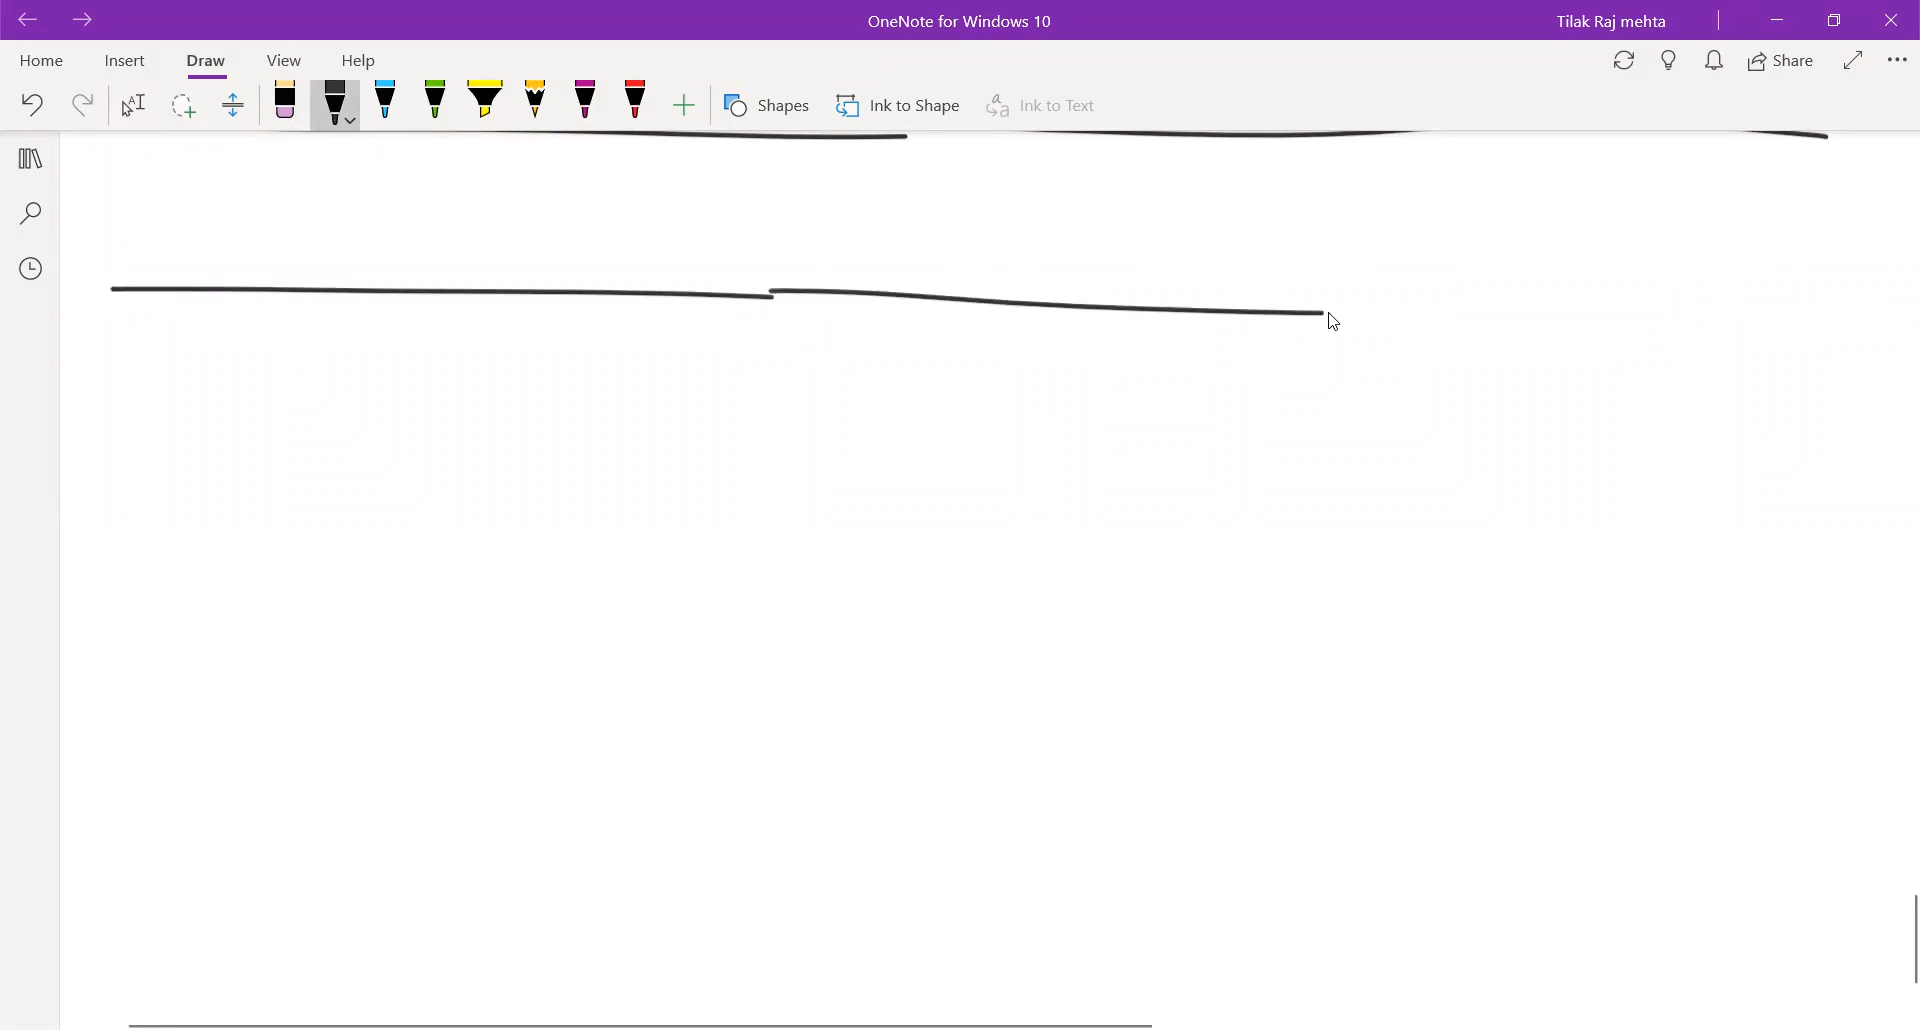 OneNote for Windows 10
Tilak Raj mehta
Home Insert Draw View Help
Share
Shapes Ink to Shape Ink to Text